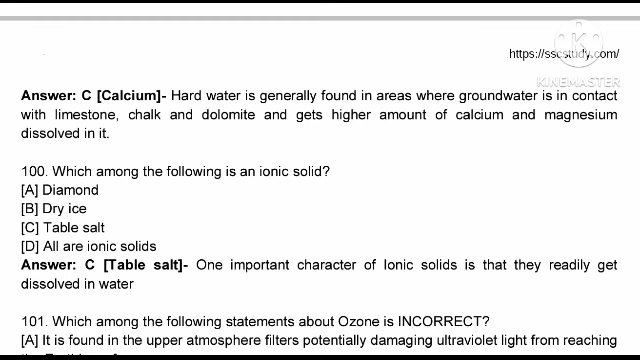 https://sscstudy.com/
KINEMASTER
Answer: C [Calcium]- Hard water is generally found in areas where groundwater is in contact
with limestone, chalk and dolomite and gets higher amount of calcium and magnesium
dissolved in it.
100. Which among the following is an ionic solid?
[A] Diamond
[B] Dry ice
[C] Table salt
[D] All are ionic solids
Answer: C [Table salt]- One important character of Ionic solids is that they readily get
dissolved in water
101. Which among the following statements about Ozone is INCORRECT?
[A] It is found in the upper atmosphere filters potentially damaging ultraviolet light from reaching